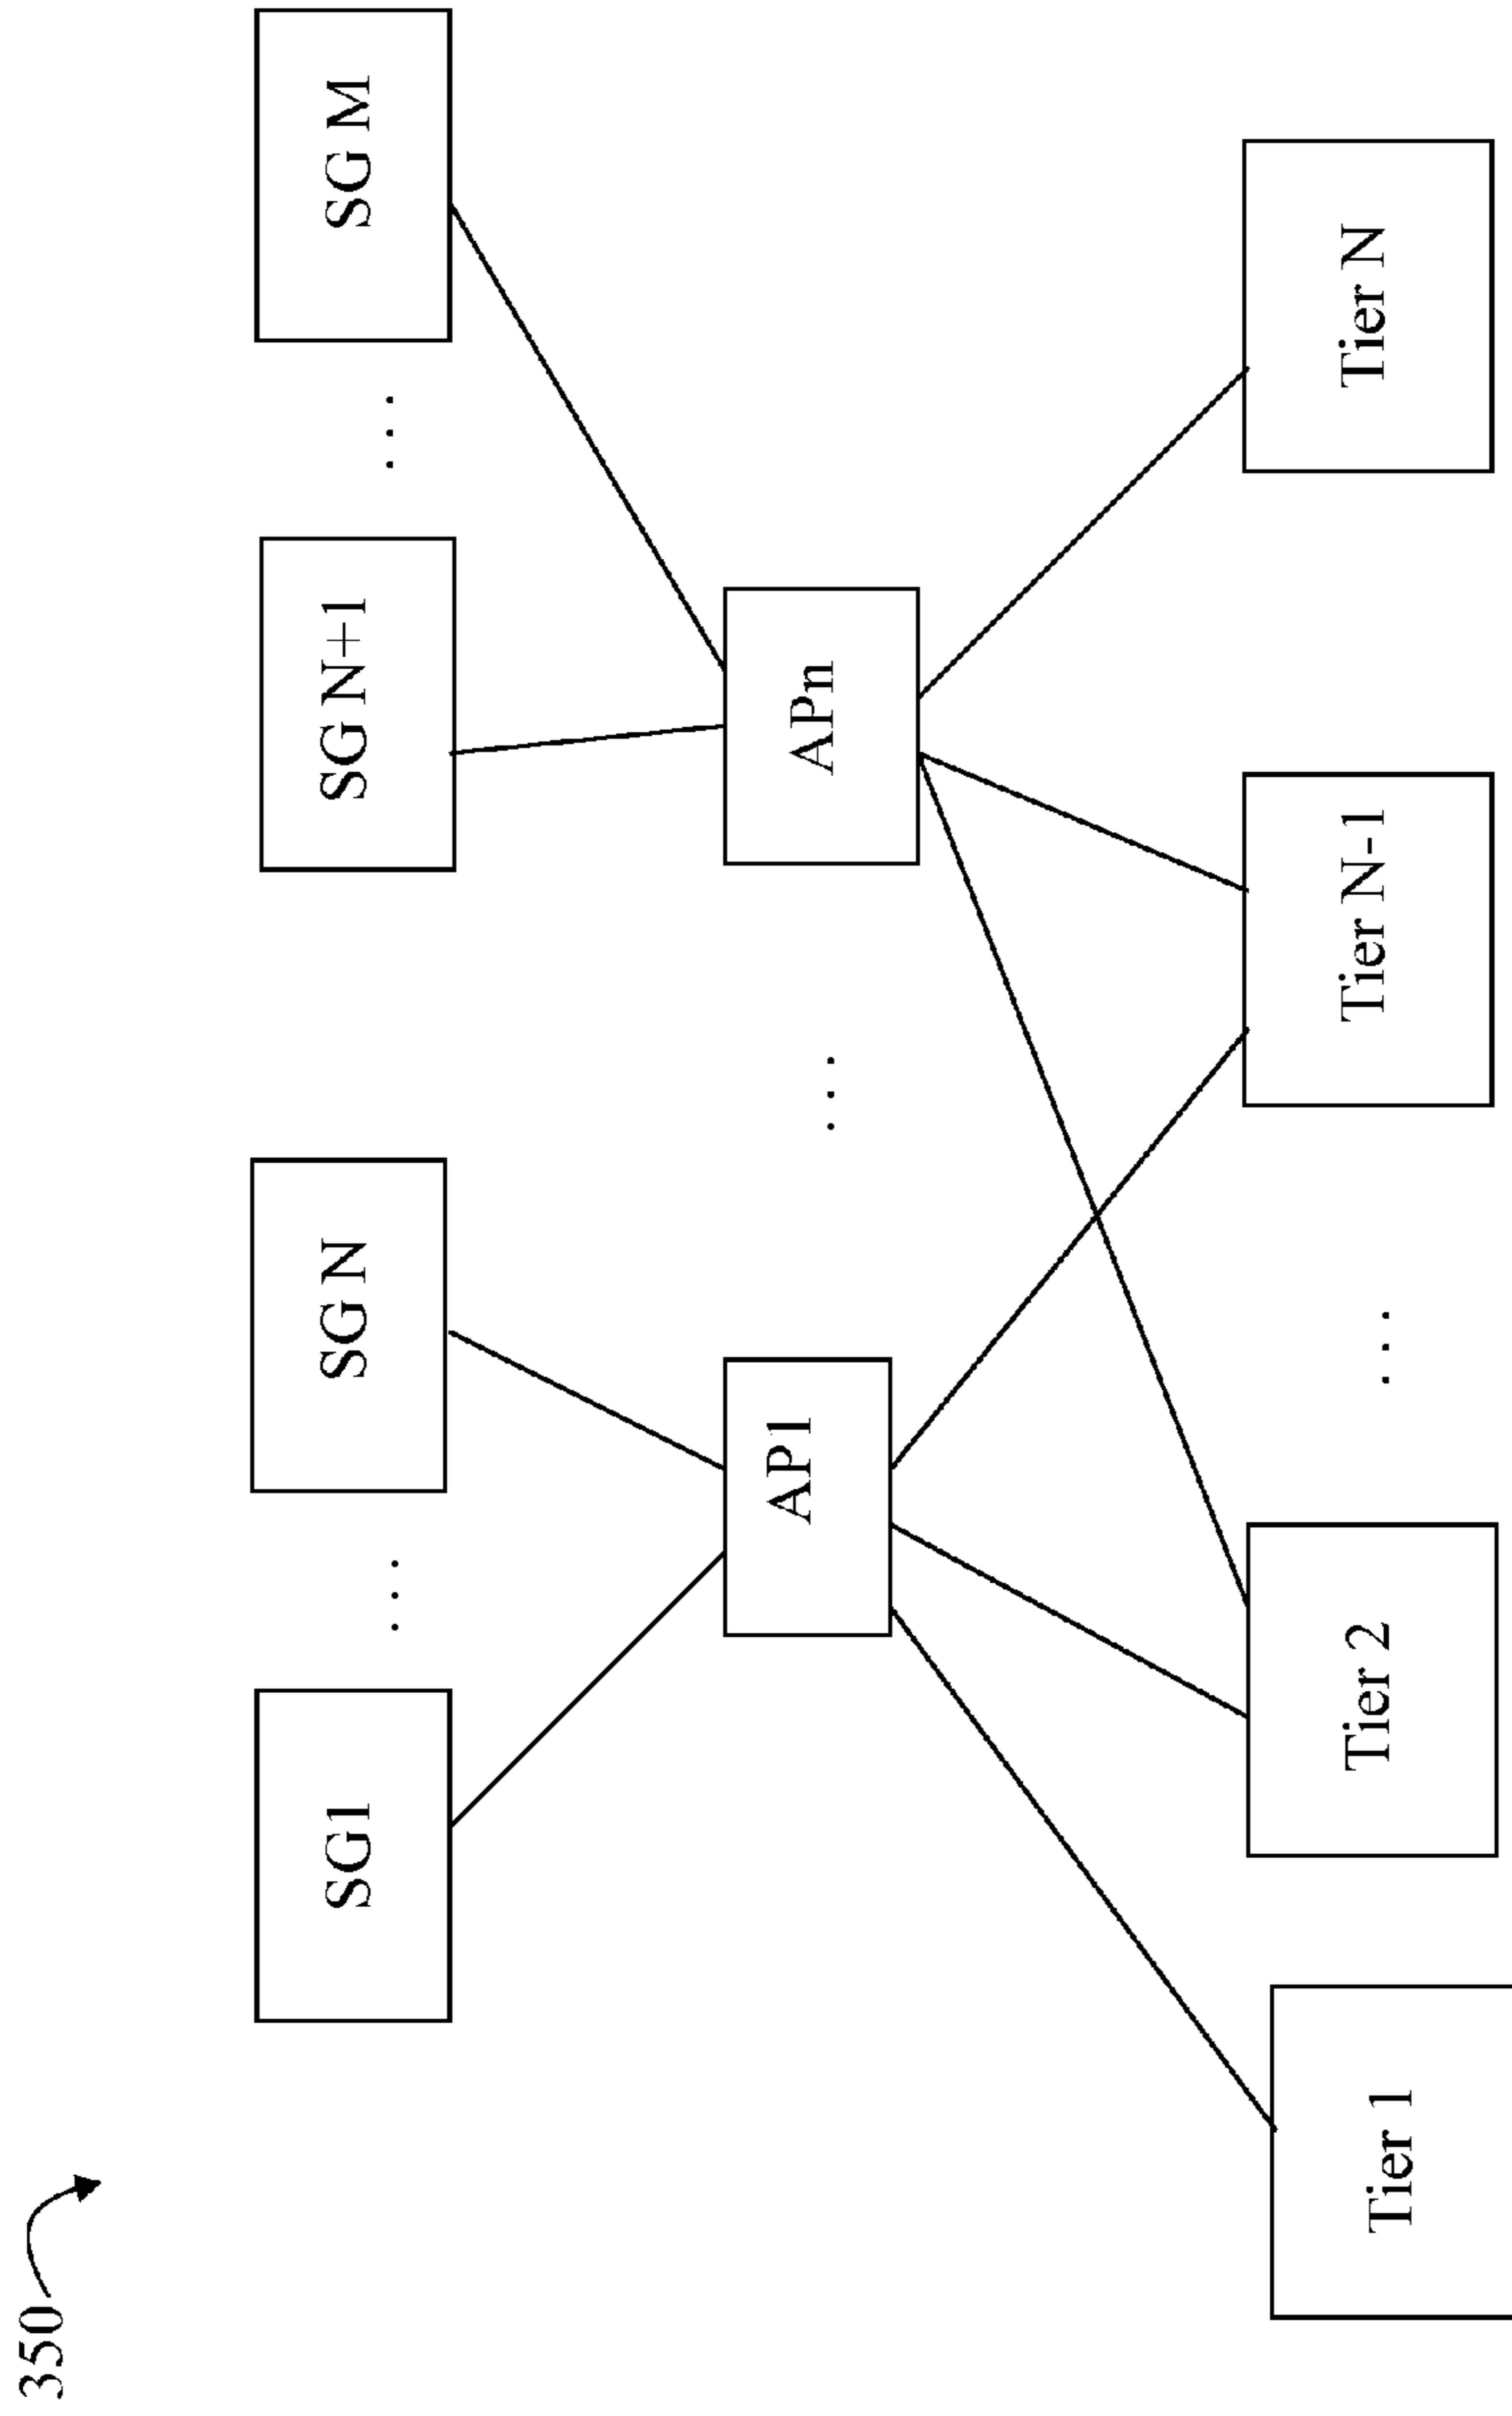 350
SG1
. . .
SG N
SG N+1
. . .
SG M
AP1
. . .
APn
Tier 1
Tier 2
. . .
Tier N-1
Tier N